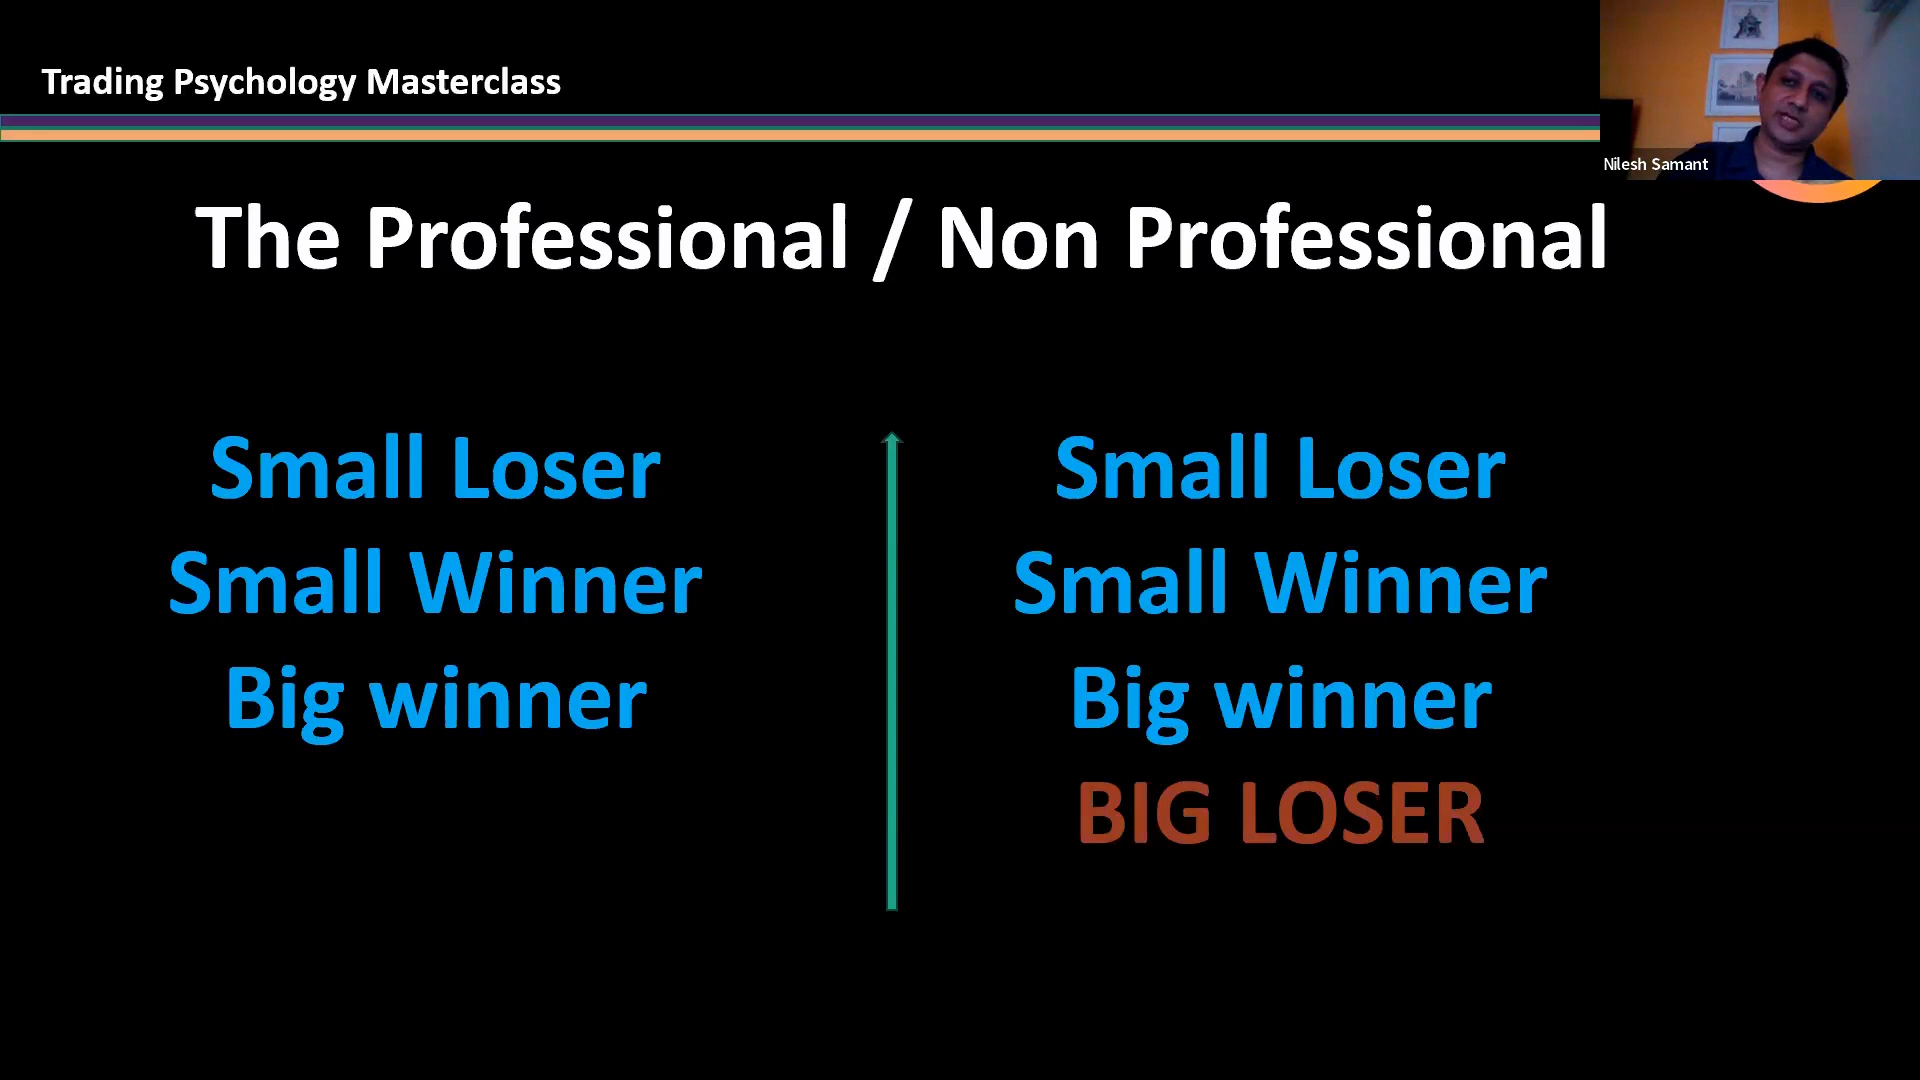 Trading Psychology Masterclass
Nilesh Samant
The Professional / Non Professional
Small Loser
Small Winner
Big winner
Small Loser
Small Winner
Big winner
BIG LOSER